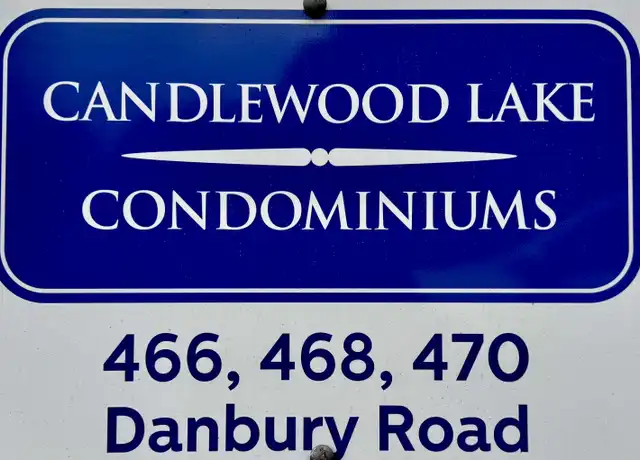 CANDLEWOOD LAKE
CONDOMINIUMS
466, 468, 470
Danbury Road